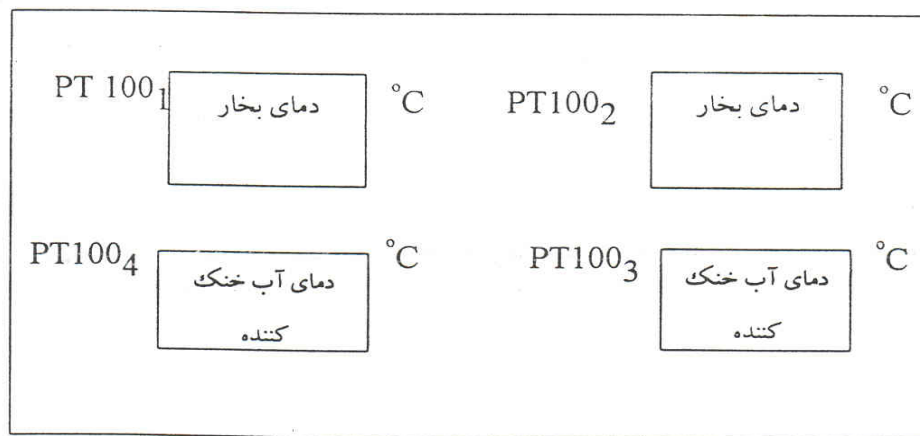 PT 100₁ دمای بخار °C PT100₂ دمای بخار °C
PT100₄ دمای آب خنک °C PT100₃ دمای آب خنک °C
کننده کننده